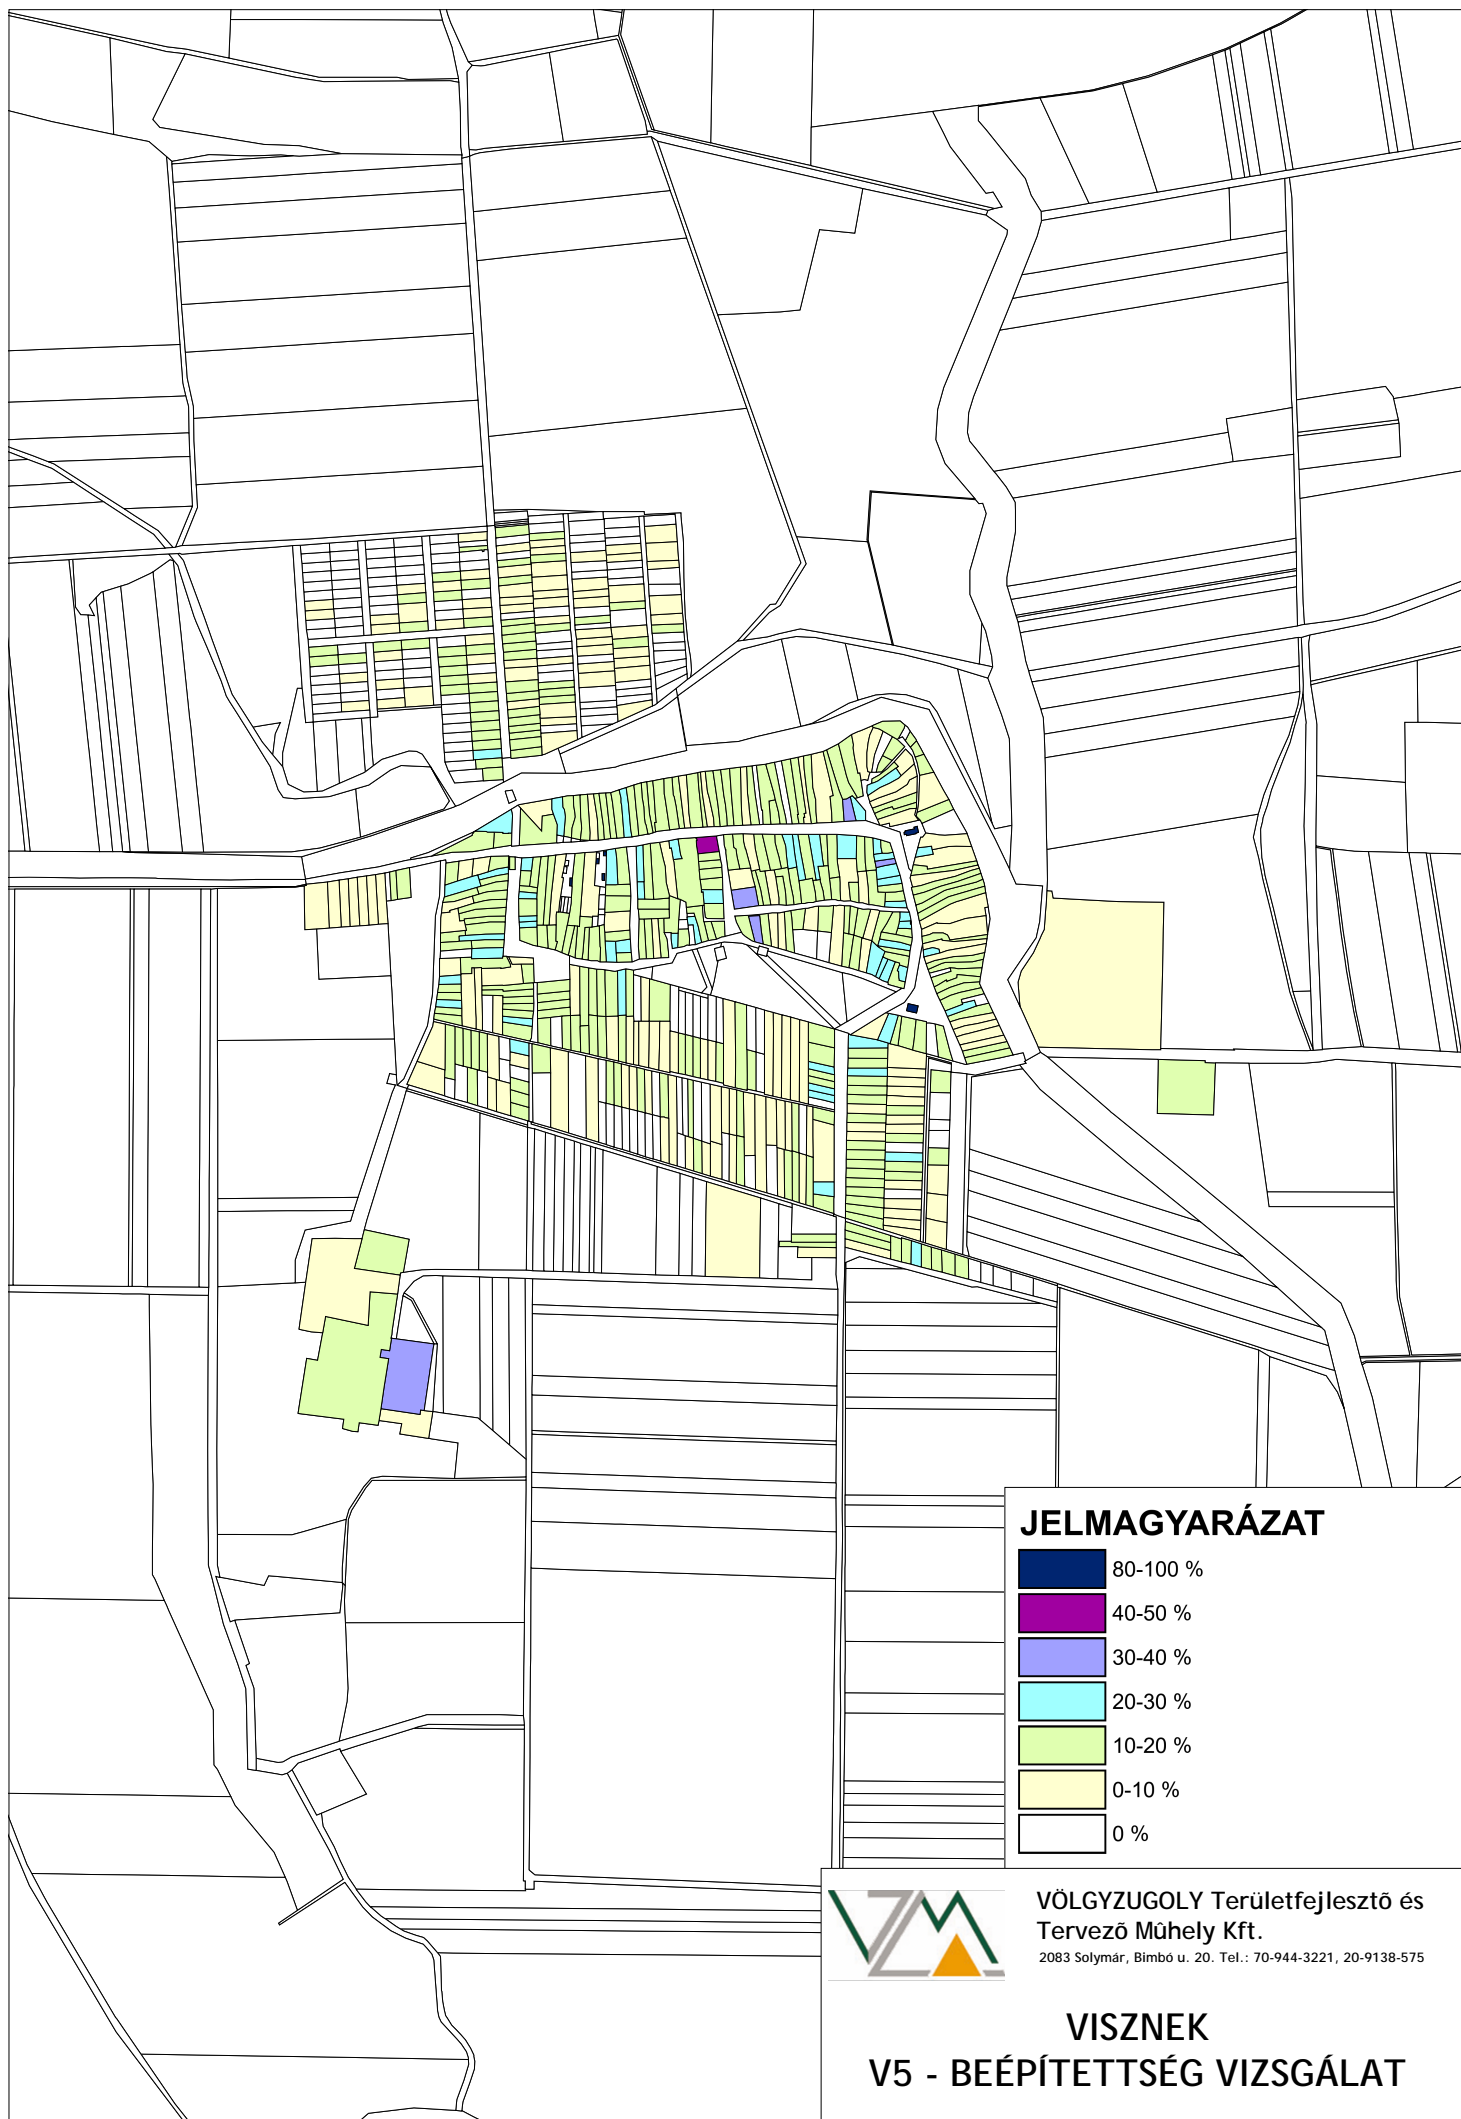 JELMAGYARÁZAT
80-100 %
40-50 %
30-40 %
20-30 %
10-20 %
0-10 %
0 %
VZM
VÖLGYZUGOLY Területfejlesztõ és
Tervezõ Mûhely Kft.
2083 Solymár, Bimbó u. 20. Tel.: 70-944-3221, 20-9138-575
VISZNEK
V5 - BEÉPÍTETTSÉG VIZSGÁLAT